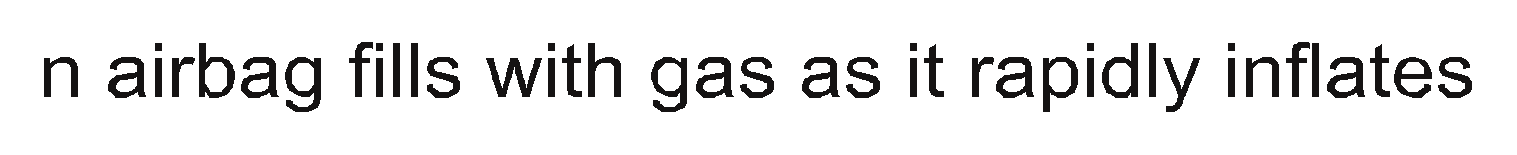 n airbag fills with gas as it rapidly inflates